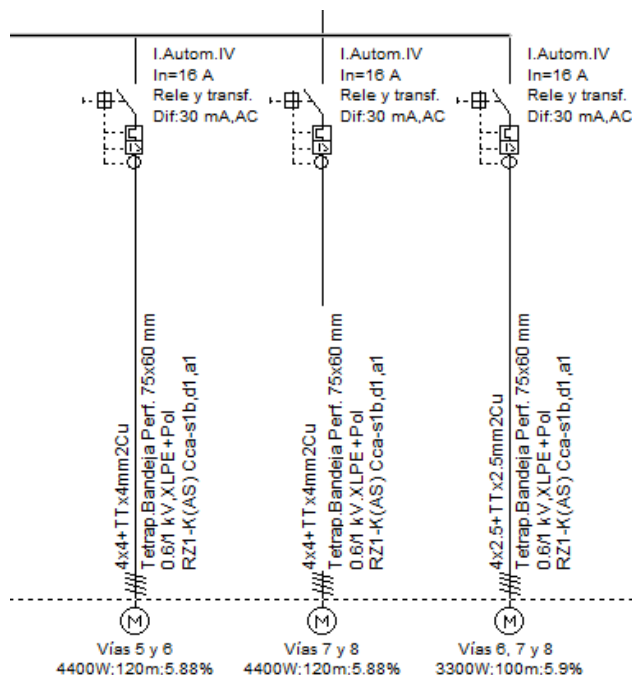 I.Autom.IV
In=16 A
Rele y transf.
Dif:30 mA,AC
I.Autom.IV
In=16 A
Rele y transf.
Dif:30 mA,AC
I.Autom.IV
In=16 A
Rele y transf.
Dif:30 mA,AC
4x4+TTx4mm2Cu
Tetrap.Bandeja Perf. 75x60 mm
0.6/1 kV,XLPE+Pol
RZ1-K(AS) Cca-s1b,d1,a1
4x4+TTx4mm2Cu
Tetrap.Bandeja Perf. 75x60 mm
0.6/1 kV,XLPE+Pol
RZ1-K(AS) Cca-s1b,d1,a1
4x2.5+TTx2.5mm2Cu
Tetrap.Bandeja Perf. 75x60 mm
0.6/1 kV,XLPE+Pol
RZ1-K(AS) Cca-s1b,d1,a1
M
M
M
Vías 5 y 6
4400W;120m;5.88%
Vías 7 y 8
4400W;120m;5.88%
Vías 6, 7 y 8
3300W;100m;5.9%